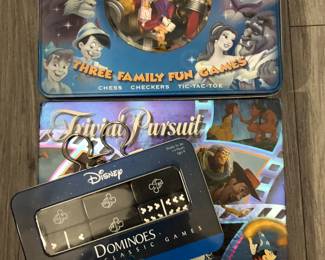 THREE FAMILY FUN GAMES
CHESS CHECKERS TIC-TAC-TOE
Trivial Pursuit
Disney
DOMINOES
CLASSIC GAMES